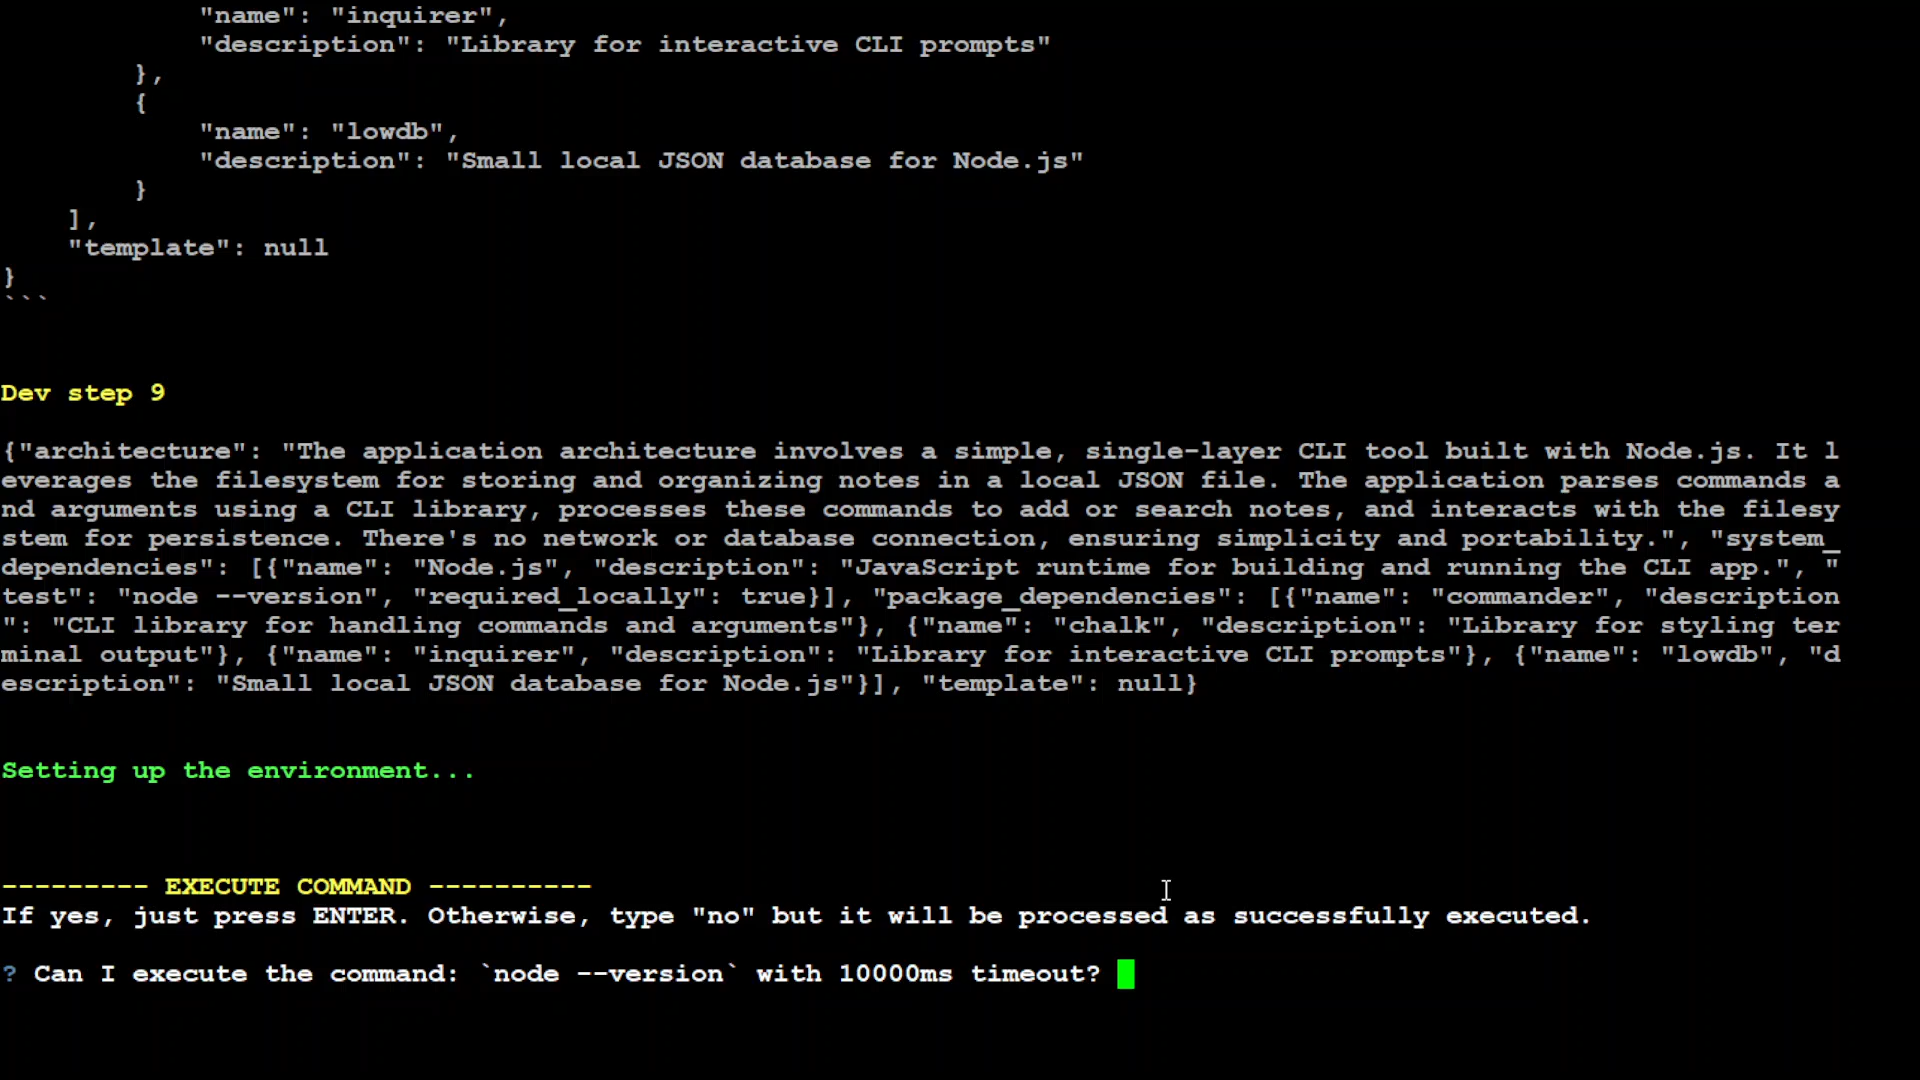 "name": "inquirer",
"description": "Library for interactive CLI prompts"
},
{
"name": "lowdb",
"description": "Small local JSON database for Node.js"
}
],
"template": null
}
```
Dev step 9
{"architecture": "The application architecture involves a simple, single-layer CLI tool built with Node.js. It l
everages the filesystem for storing and organizing notes in a local JSON file. The application parses commands a
nd arguments using a CLI library, processes these commands to add or search notes, and interacts with the filesy
stem for persistence. There's no network or database connection, ensuring simplicity and portability.", "system_
dependencies": [{"name": "Node.js", "description": "JavaScript runtime for building and running the CLI app.", "
test": "node --version", "required_locally": true}], "package_dependencies": [{"name": "commander", "description
": "CLI library for handling commands and arguments"}, {"name": "chalk", "description": "Library for styling ter
minal output"}, {"name": "inquirer", "description": "Library for interactive CLI prompts"}, {"name": "lowdb", "d
escription": "Small local JSON database for Node.js"}], "template": null}
Setting up the environment...
--------- EXECUTE COMMAND ----------
If yes, just press ENTER. Otherwise, type "no" but it will be processed as successfully executed.
? Can I execute the command: `node --version` with 10000ms timeout?